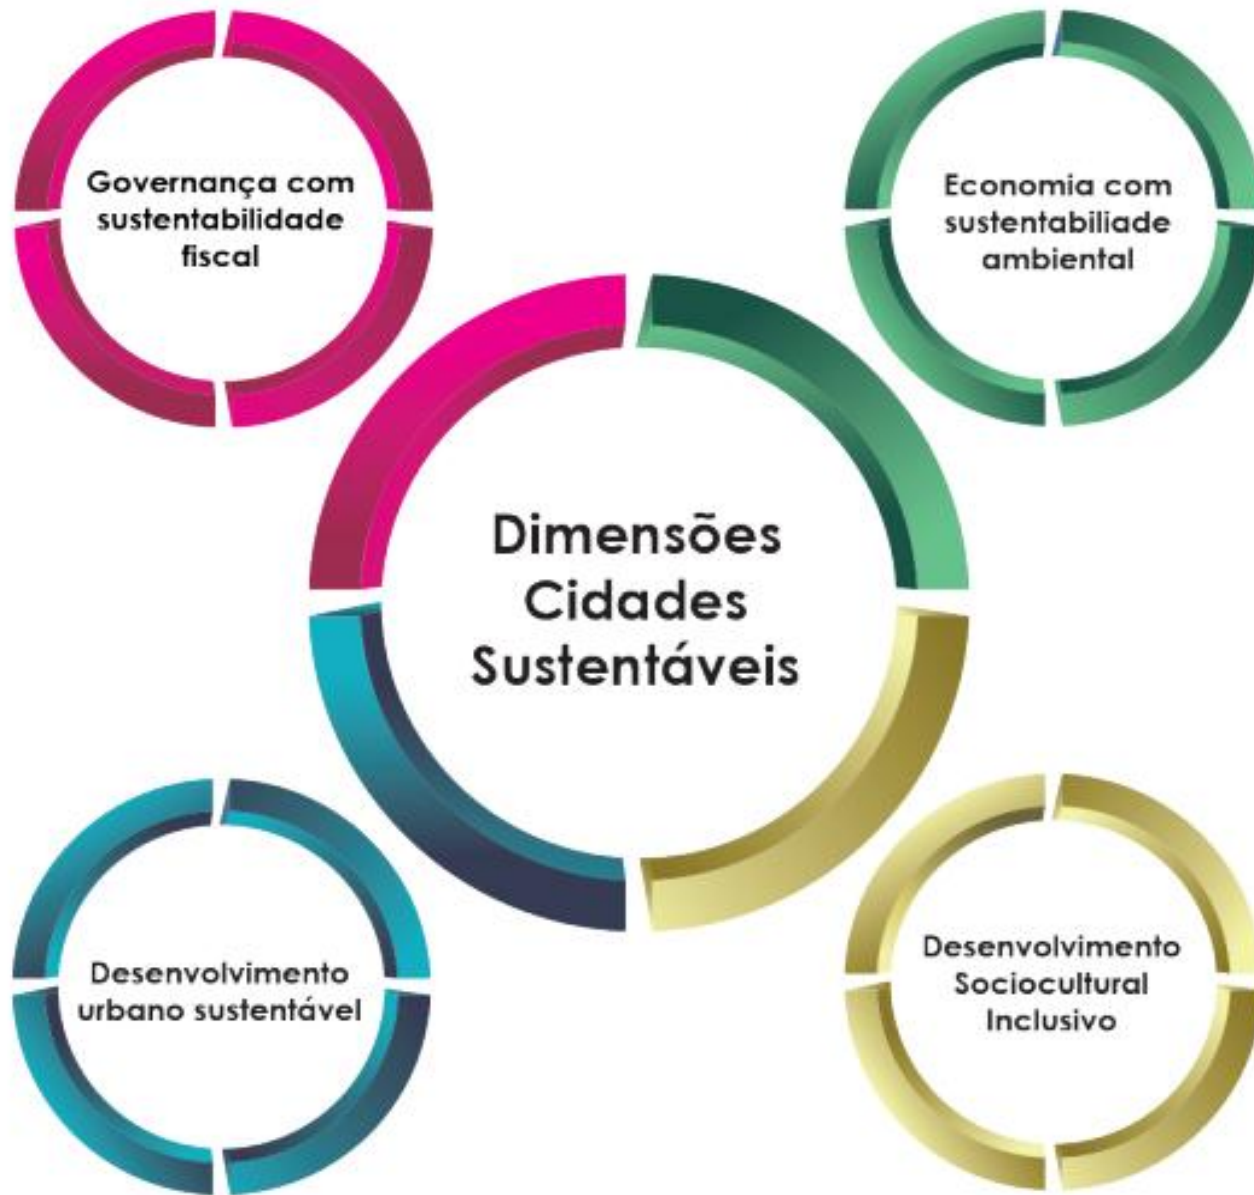 Governança com
sustentabilidade
fiscal
Economia com
sustentabiliade
ambiental
Dimensões
Cidades
Sustentáveis
Desenvolvimento
urbano sustentável
Desenvolvimento
Sociocultural
Inclusivo